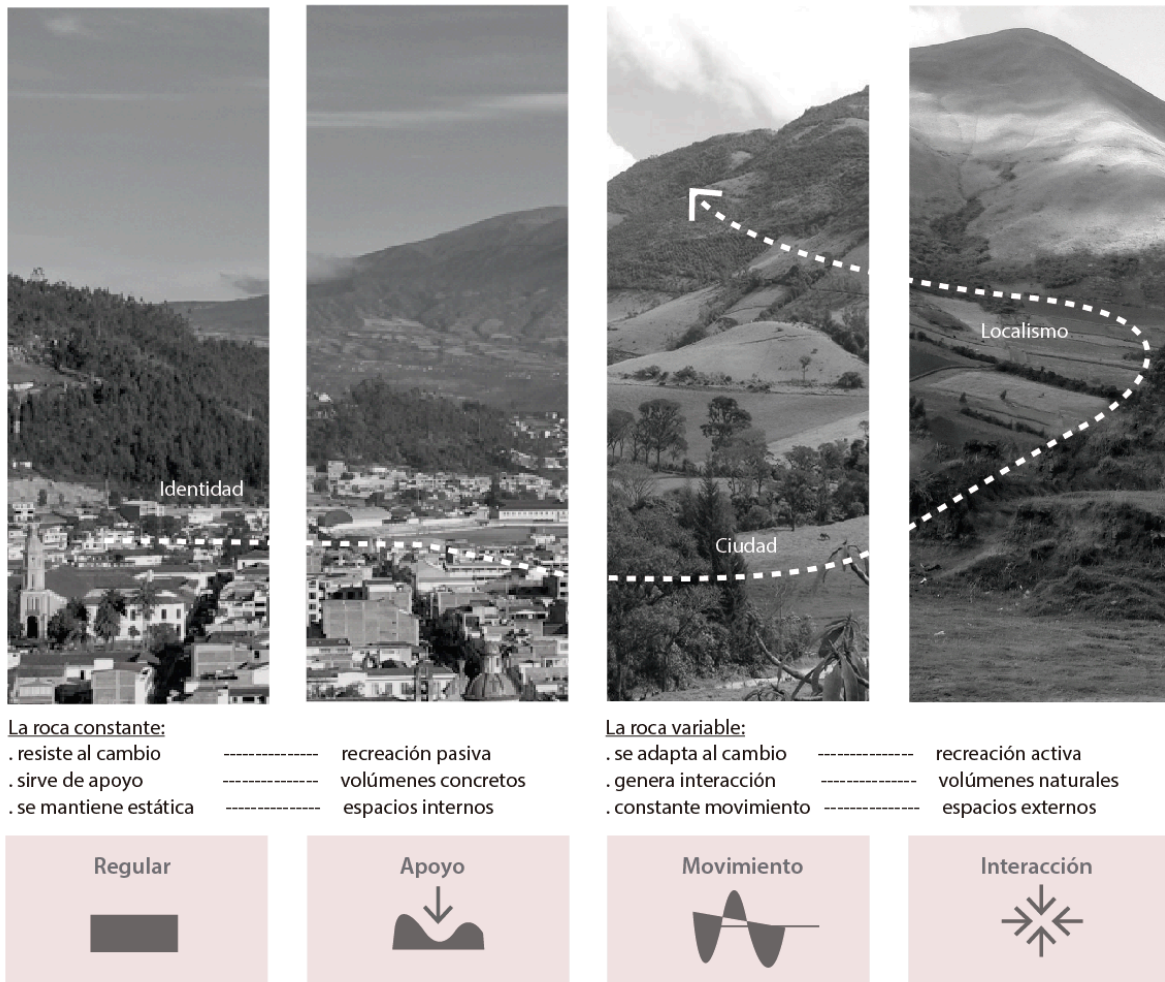 Identidad
Ciudad
Localismo
La roca constante:
. resiste al cambio -------------- recreación pasiva
. sirve de apoyo -------------- volúmenes concretos
. se mantiene estática -------------- espacios internos
La roca variable:
. se adapta al cambio -------------- recreación activa
. genera interacción -------------- volúmenes naturales
. constante movimiento -------------- espacios externos
Regular
Apoyo
Movimiento
Interacción